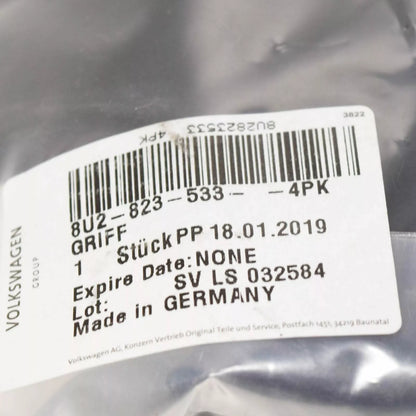 3822
8U2823533 4PK
8U2-823-533- -4PK
GRIFF
1 Stück PP 18.01.2019
Expire Date: NONE
Lot: SV LS 032584
Made in GERMANY
VOLKSWAGEN
GROUP
Volkswagen AG, Konzern Vertrieb Original Teile und Service, Postfach 1451, 34219 Baunatal